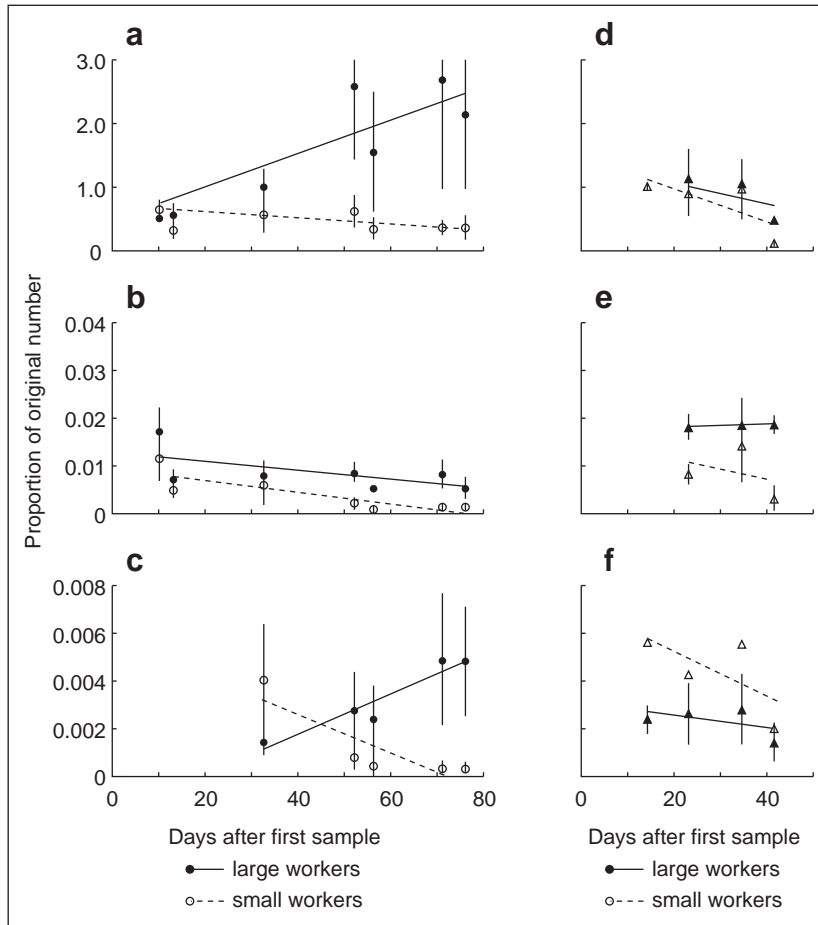 a
d
3.0
2.0
1.0
0
b
e
0.04
0.03
0.02
0.01
0
Proportion of original number
c
f
0.008
0.006
0.004
0.002
0
0 20 40 60 80
0 20 40
Days after first sample
Days after first sample
large workers
large workers
small workers
small workers